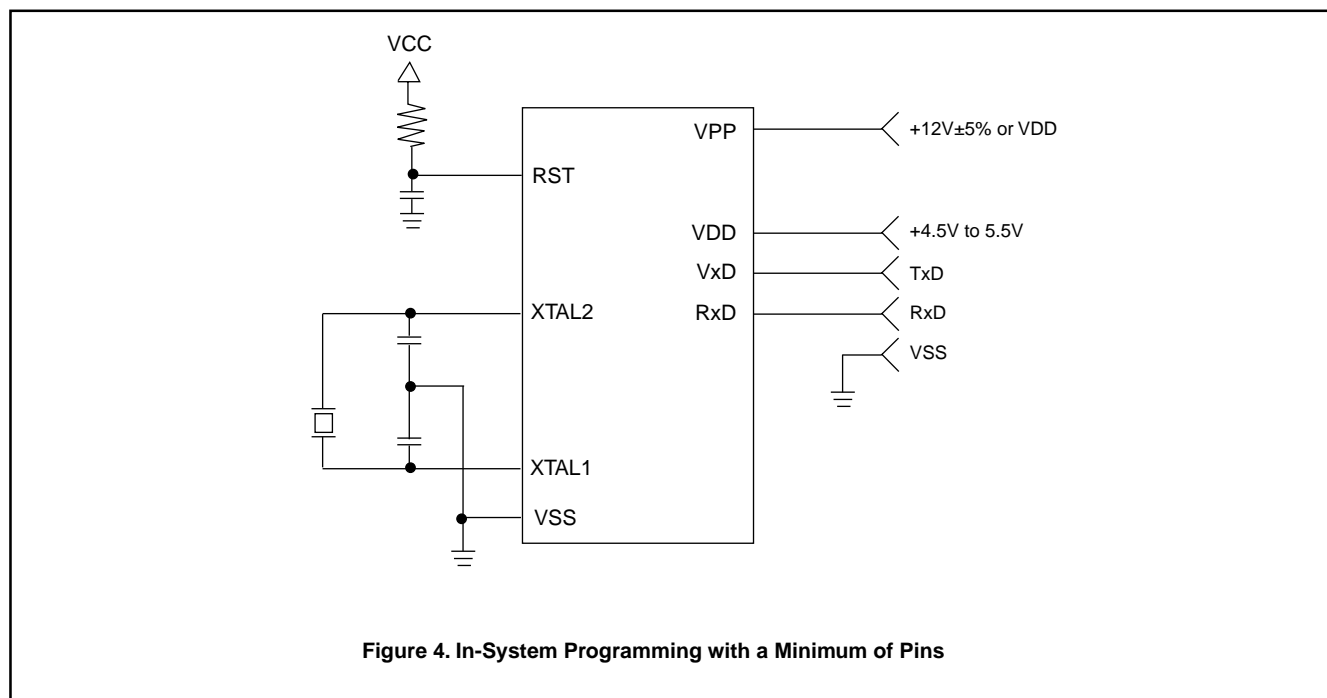 VCC
VPP
+12V±5% or VDD
RST
VDD
+4.5V to 5.5V
VxD
TxD
XTAL2
RxD
RxD
VSS
XTAL1
VSS
Figure 4. In-System Programming with a Minimum of Pins